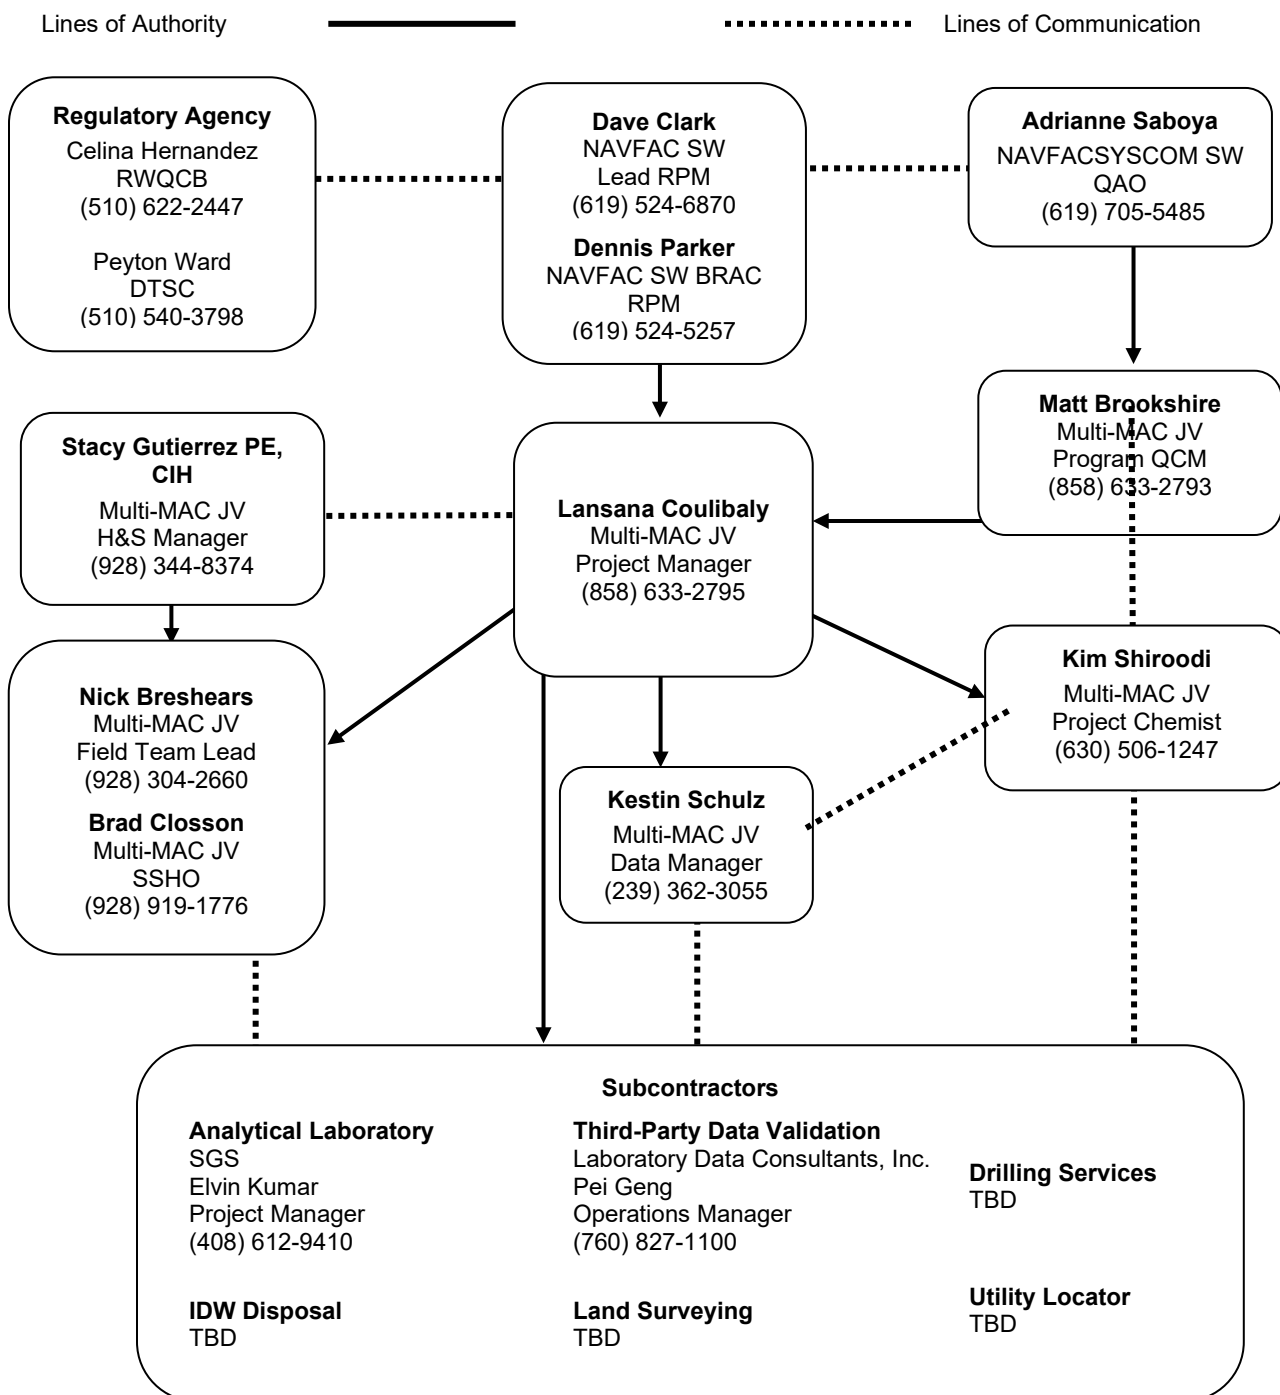 Lines of Authority
Lines of Communication
Regulatory Agency
Celina Hernandez
RWQCB
(510) 622-2447
Peyton Ward
DTSC
(510) 540-3798
Dave Clark
NAVFAC SW
Lead RPM
(619) 524-6870
Dennis Parker
NAVFAC SW BRAC
RPM
(619) 524-5257
Adrianne Saboya
NAVFACSYSCOM SW
QAO
(619) 705-5485
Matt Brookshire
Multi-MAC JV
Program QCM
(858) 633-2793
Stacy Gutierrez PE,
CIH
Multi-MAC JV
H&S Manager
(928) 344-8374
Lansana Coulibaly
Multi-MAC JV
Project Manager
(858) 633-2795
Nick Breshears
Multi-MAC JV
Field Team Lead
(928) 304-2660
Brad Closson
Multi-MAC JV
SSHO
(928) 919-1776
Kim Shiroodi
Multi-MAC JV
Project Chemist
(630) 506-1247
Kestin Schulz
Multi-MAC JV
Data Manager
(239) 362-3055
Subcontractors
Analytical Laboratory
SGS
Elvin Kumar
Project Manager
(408) 612-9410
Third-Party Data Validation
Laboratory Data Consultants, Inc.
Pei Geng
Operations Manager
(760) 827-1100
Drilling Services
TBD
IDW Disposal
TBD
Land Surveying
TBD
Utility Locator
TBD